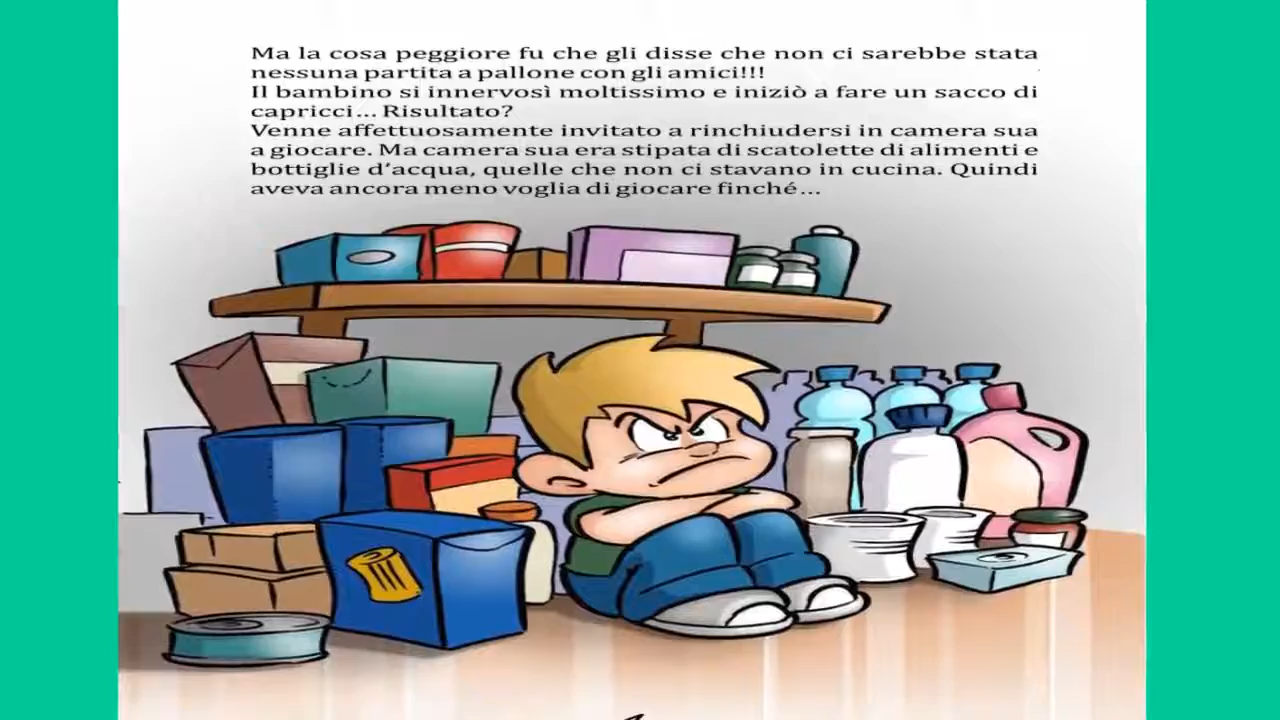 Ma la cosa peggiore fu che gli disse che non ci sarebbe stata
nessuna partita a pallone con gli amici!!!
Il bambino si innervosì moltissimo e iniziò a fare un sacco di
capricci... Risultato?
Venne affettuosamente invitato a rinchiudersi in camera sua
a giocare. Ma camera sua era stipata di scatolette di alimenti e
bottiglie d'acqua, quelle che non ci stavano in cucina. Quindi
aveva ancora meno voglia di giocare finché...